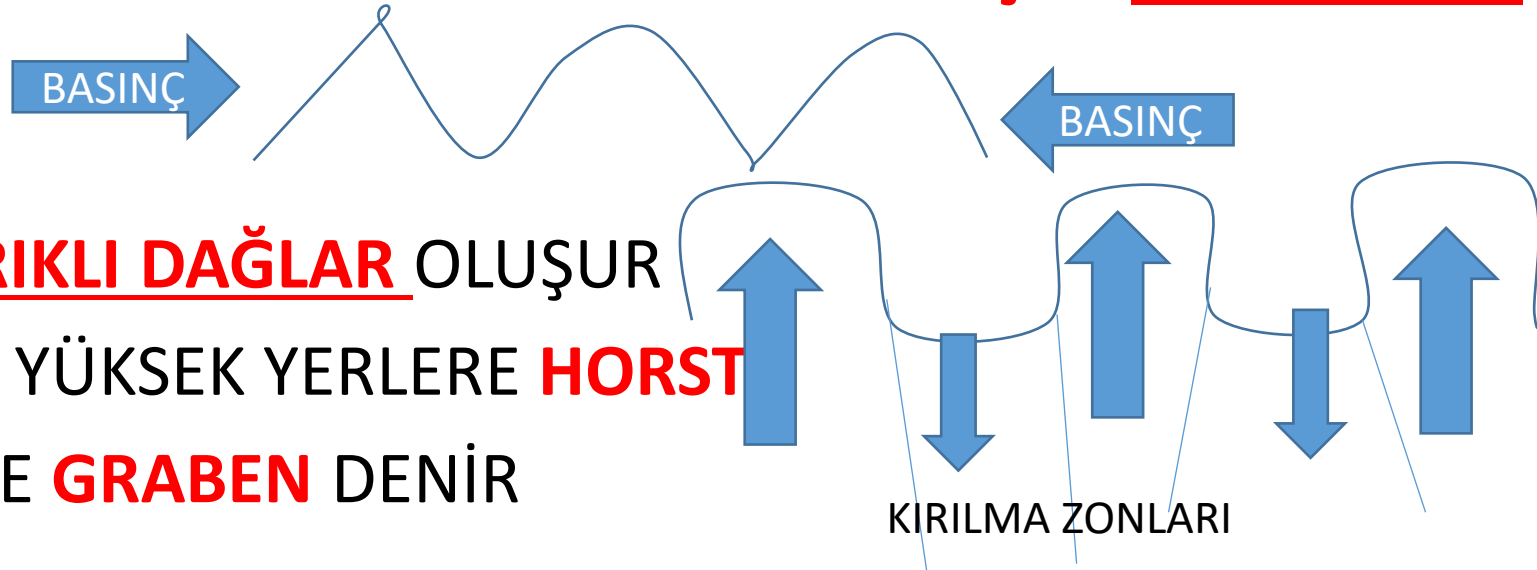 BASINÇ
BASINÇ
RIKLI DAĞLAR OLUŞUR
YÜKSEK YERLERE HORST
E GRABEN DENİR
KIRILMA ZONLARI